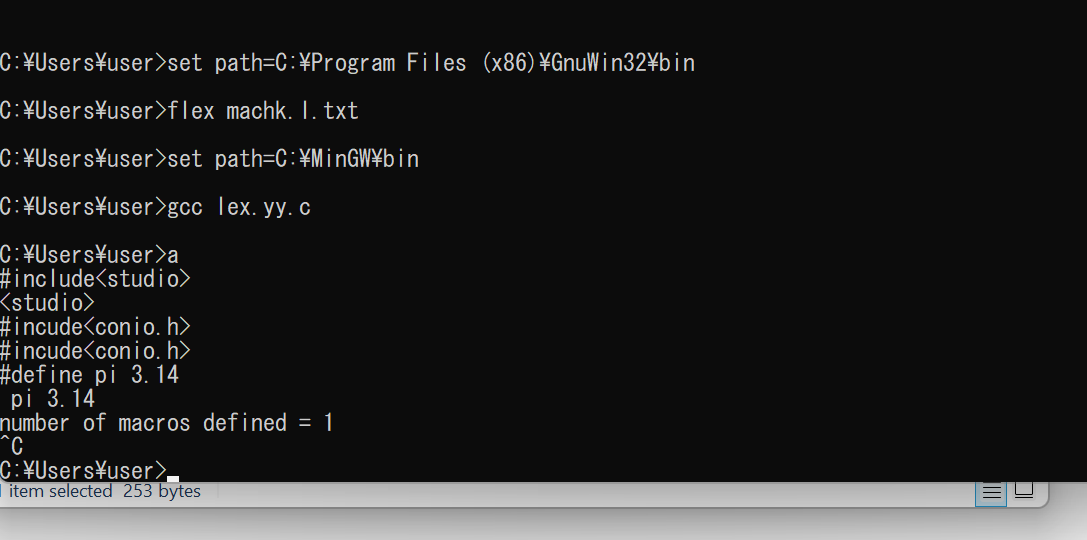 C:¥Users¥user>set path=C:¥Program Files (x86)¥GnuWin32¥bin
C:¥Users¥user>flex machk.l.txt
C:¥Users¥user>set path=C:¥MinGW¥bin
C:¥Users¥user>gcc lex.yy.c
C:¥Users¥user>a
#include<studio>
<studio>
#incude<conio.h>
#incude<conio.h>
#define pi 3.14
 pi 3.14
number of macros defined = 1
^C
C:¥Users¥user>
item selected  253 bytes